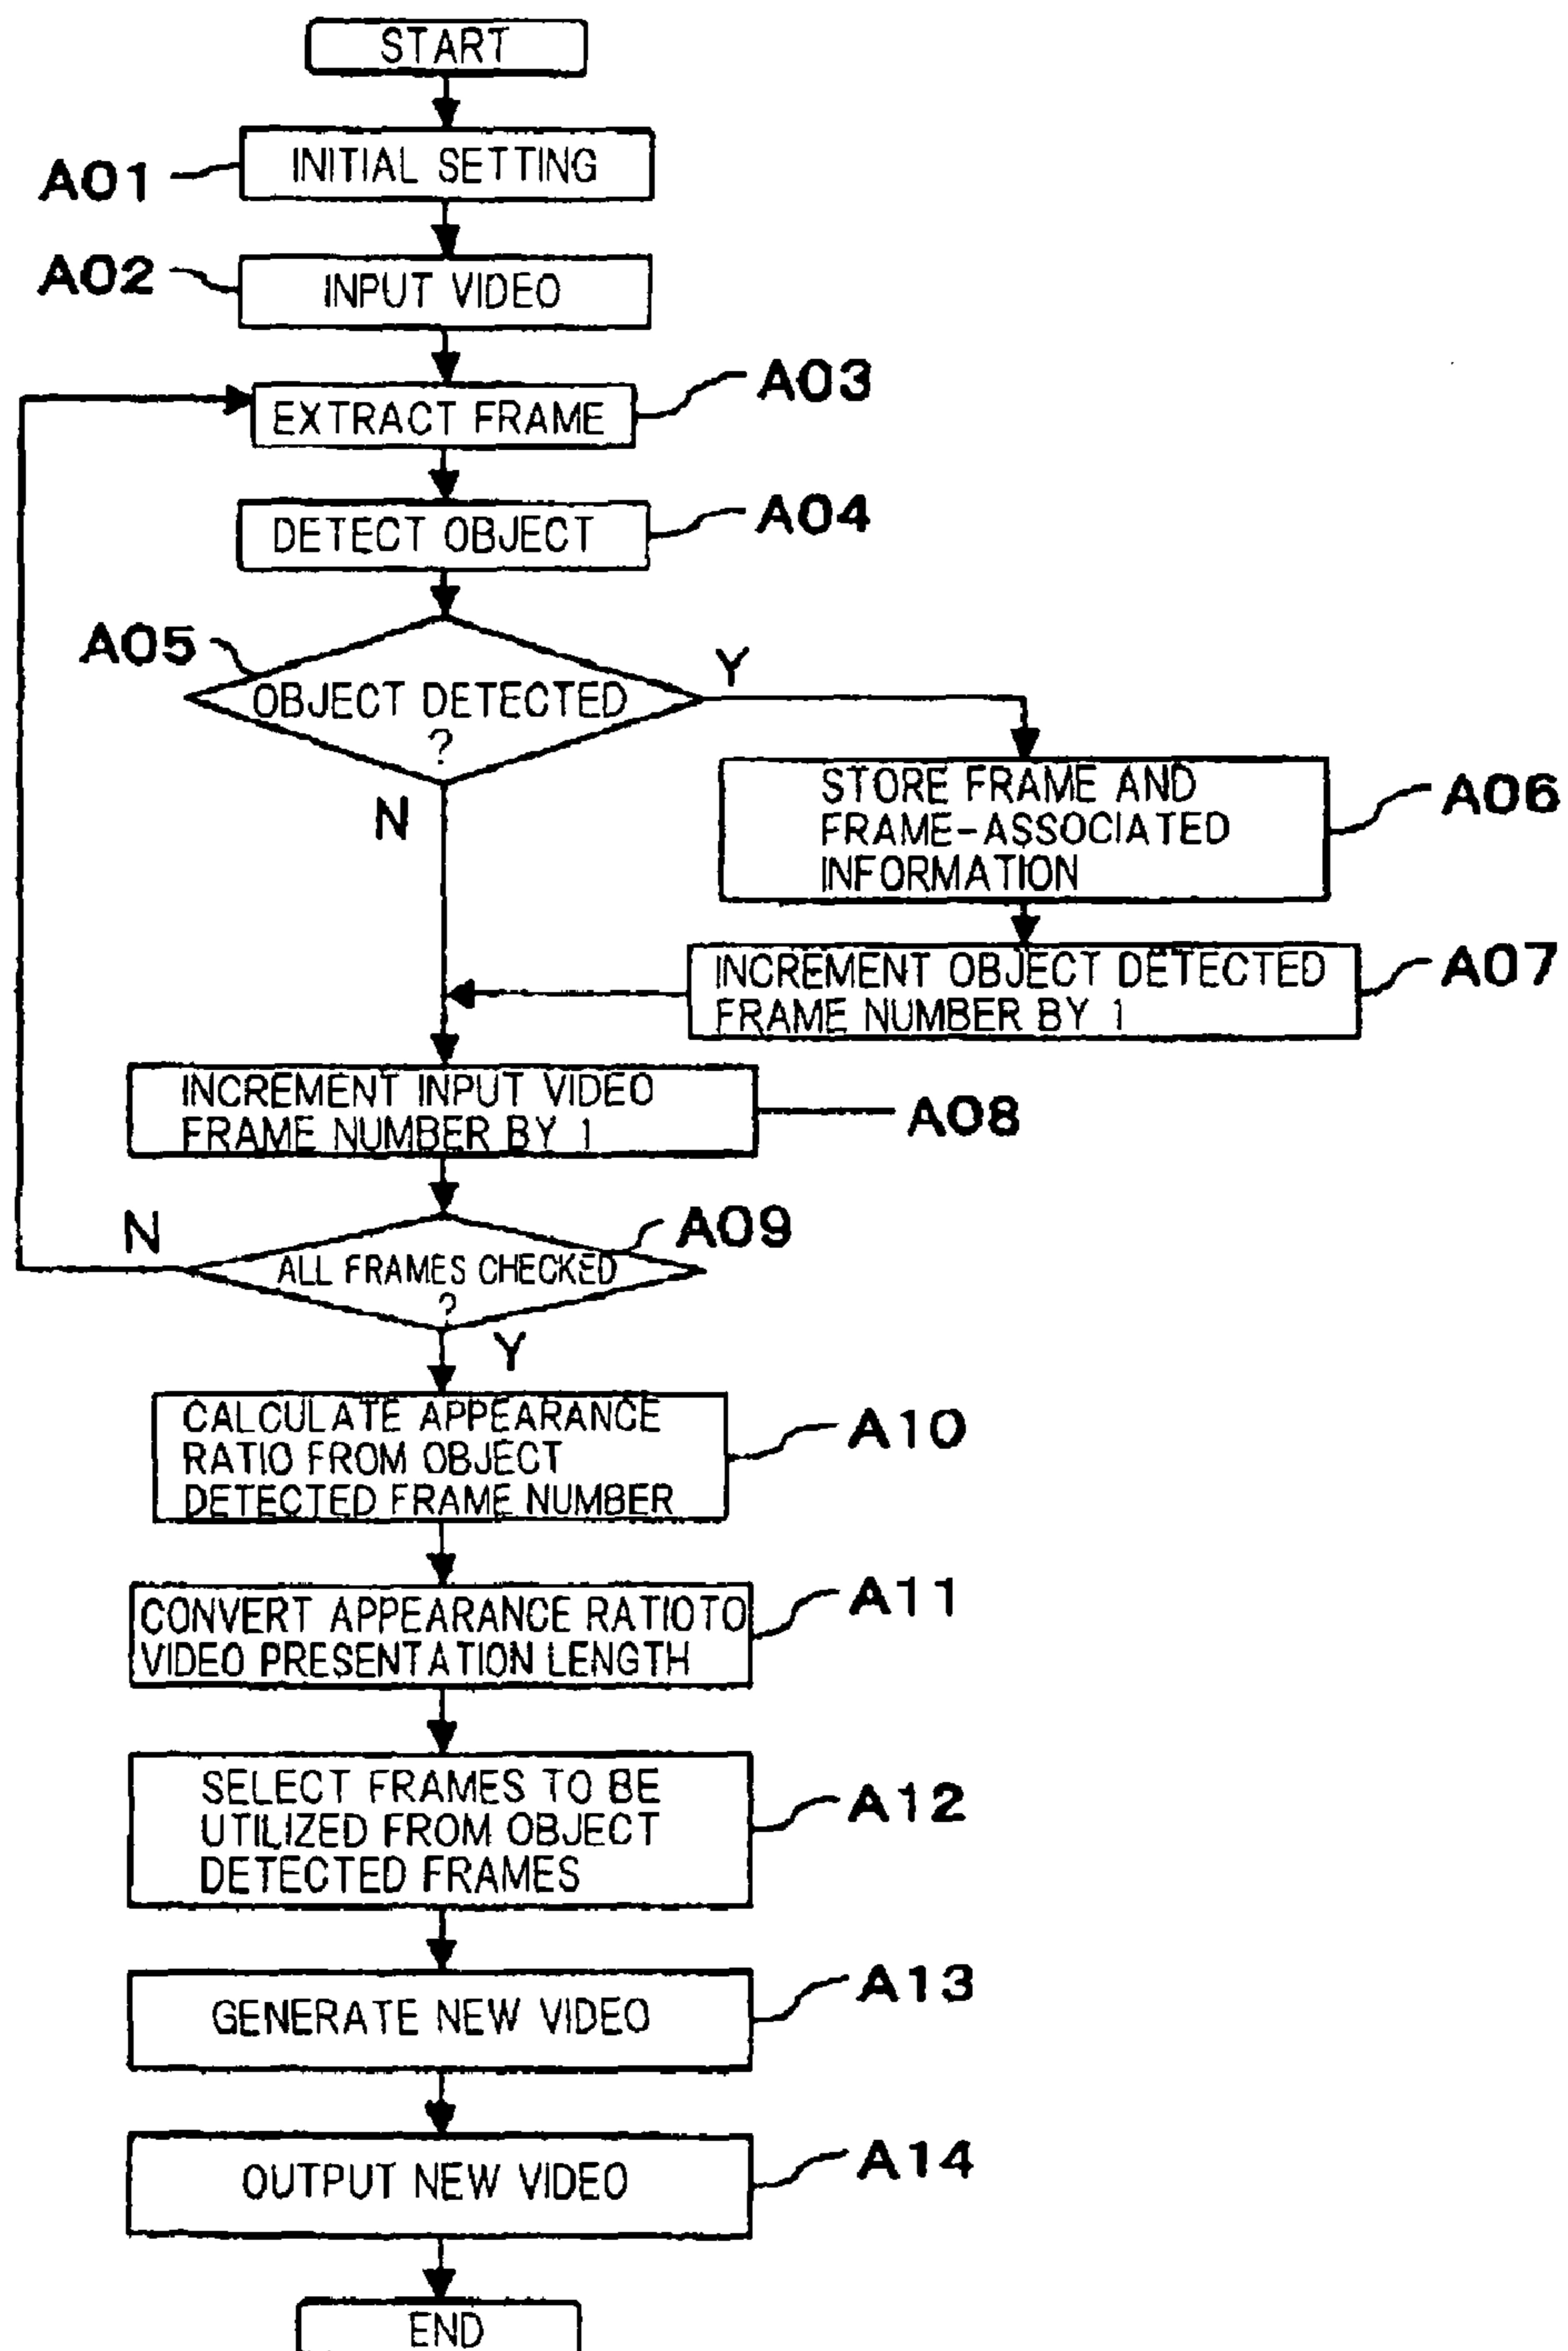 START
A01
INITIAL SETTING
A02
INPUT VIDEO
A03
EXTRACT FRAME
A04
DETECT OBJECT
A05
OBJECT DETECTED
?
Y
N
STORE FRAME AND
FRAME-ASSOCIATED
INFORMATION
A06
INCREMENT OBJECT DETECTED
FRAME NUMBER BY 1
A07
INCREMENT INPUT VIDEO
FRAME NUMBER BY 1
A08
N
A09
ALL FRAMES CHECKED
?
Y
CALCULATE APPEARANCE
RATIO FROM OBJECT
DETECTED FRAME NUMBER
A10
CONVERT APPEARANCE RATIO TO
VIDEO PRESENTATION LENGTH
A11
SELECT FRAMES TO BE
UTILIZED FROM OBJECT
DETECTED FRAMES
A12
GENERATE NEW VIDEO
A13
OUTPUT NEW VIDEO
A14
END